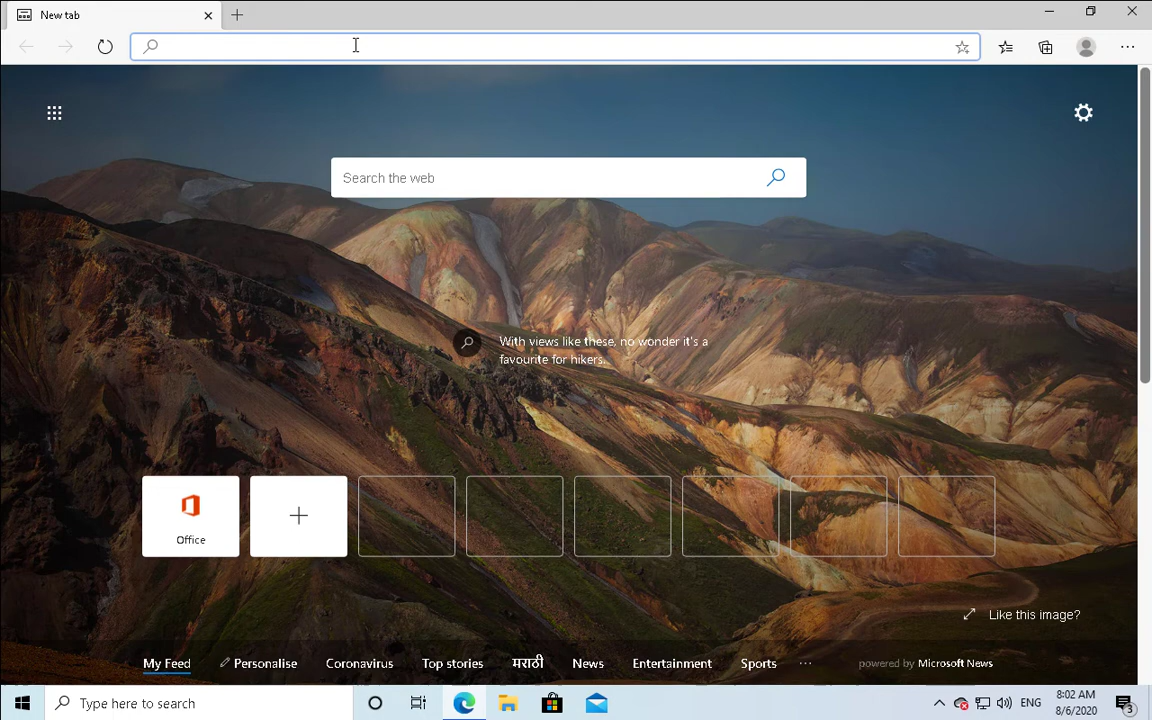 New tab
Search the web
With views like these, no wonder it's a
favourite for hikers.
Office
Like this image?
My Feed Personalise Coronavirus Top stories मराठी News Entertainment Sports ... powered by Microsoft News
Type here to search
ENG
8:02 AM
8/6/2020
3